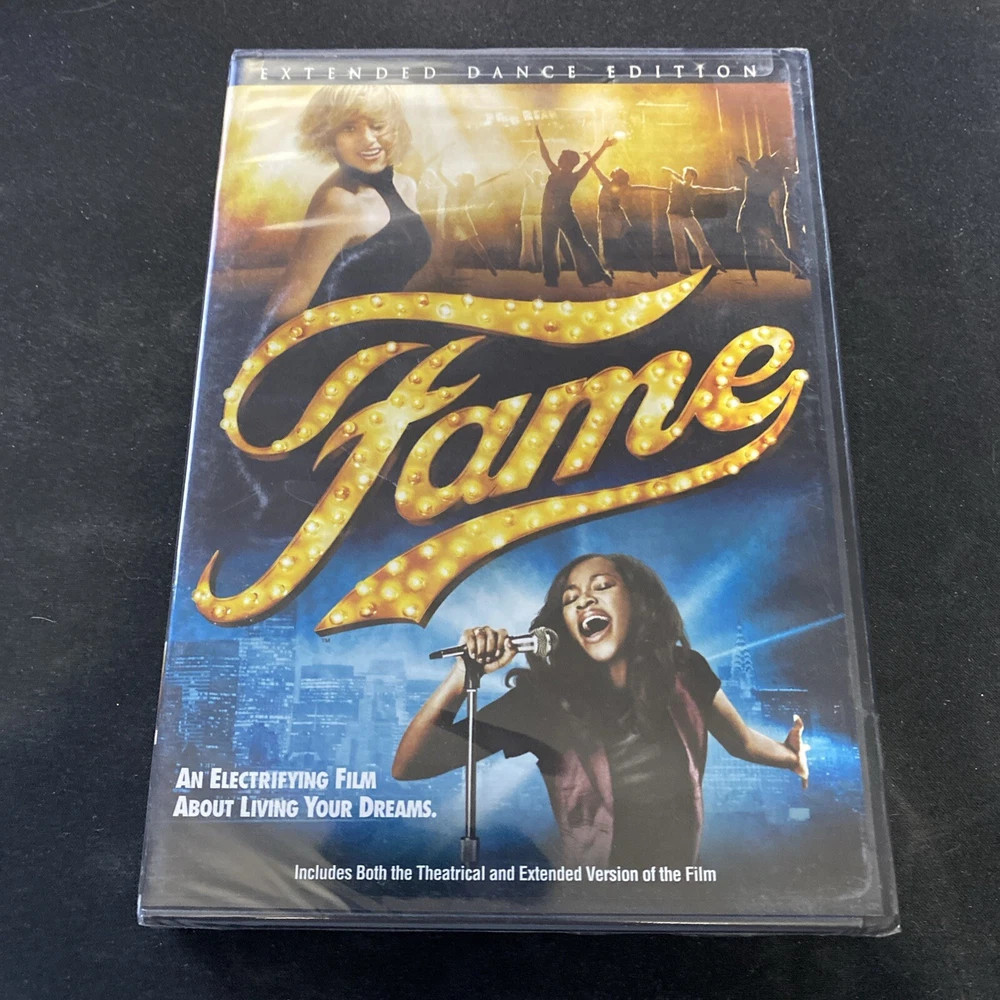 EXTENDED DANCE EDITION
Fame
TM
AN ELECTRIFYING FILM
ABOUT LIVING YOUR DREAMS.
Includes Both the Theatrical and Extended Version of the Film